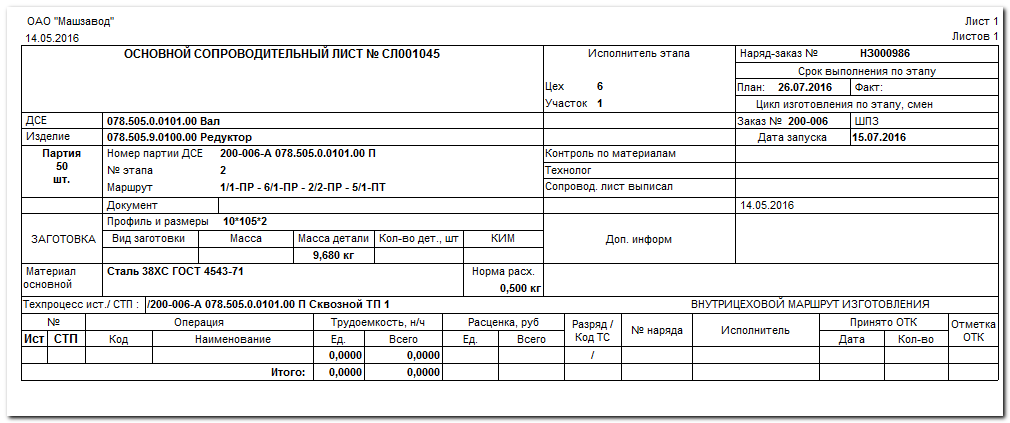 ОАО "Машзавод" Лист 1
14.05.2016 Листов 1
ОСНОВНОЙ СОПРОВОДИТЕЛЬНЫЙ ЛИСТ № СЛ001045 Исполнитель этапа Наряд-заказ № НЗ000986
Срок выполнения по этапу
Цех 6 План: 26.07.2016 Факт:
Участок 1 Цикл изготовления по этапу, смен
ДСЕ 078.505.0.0101.00 Вал Заказ № 200-006 ШПЗ
Изделие 078.505.9.0100.00 Редуктор Дата запуска 15.07.2016
Партия Номер партии ДСЕ 200-006-А 078.505.0.0101.00 П Контроль по материалам
50 № этапа 2 Технолог
шт. Маршрут 1/1-ПР - 6/1-ПР - 2/2-ПР - 5/1-ПТ Сопровод. лист выписал
Документ 14.05.2016
Профиль и размеры 10*105*2
ЗАГОТОВКА Вид заготовки Масса Масса детали Кол-во дет., шт КИМ Доп. информ
9,680 кг
Материал Сталь 38ХС ГОСТ 4543-71 Норма расх.
основной 0,500 кг
Техпроцесс ист./ СТП : /200-006-А 078.505.0.0101.00 П Сквозной ТП 1 ВНУТРИЦЕХОВОЙ МАРШРУТ ИЗГОТОВЛЕНИЯ
№ Операция Трудоемкость, н/ч Расценка, руб Разряд / № наряда Исполнитель Принято ОТК Отметка
Ист СТП Код Наименование Ед. Всего Ед. Всего Код ТС Дата Кол-во ОТК
0,0000 0,0000 /
Итого: 0,0000 0,0000